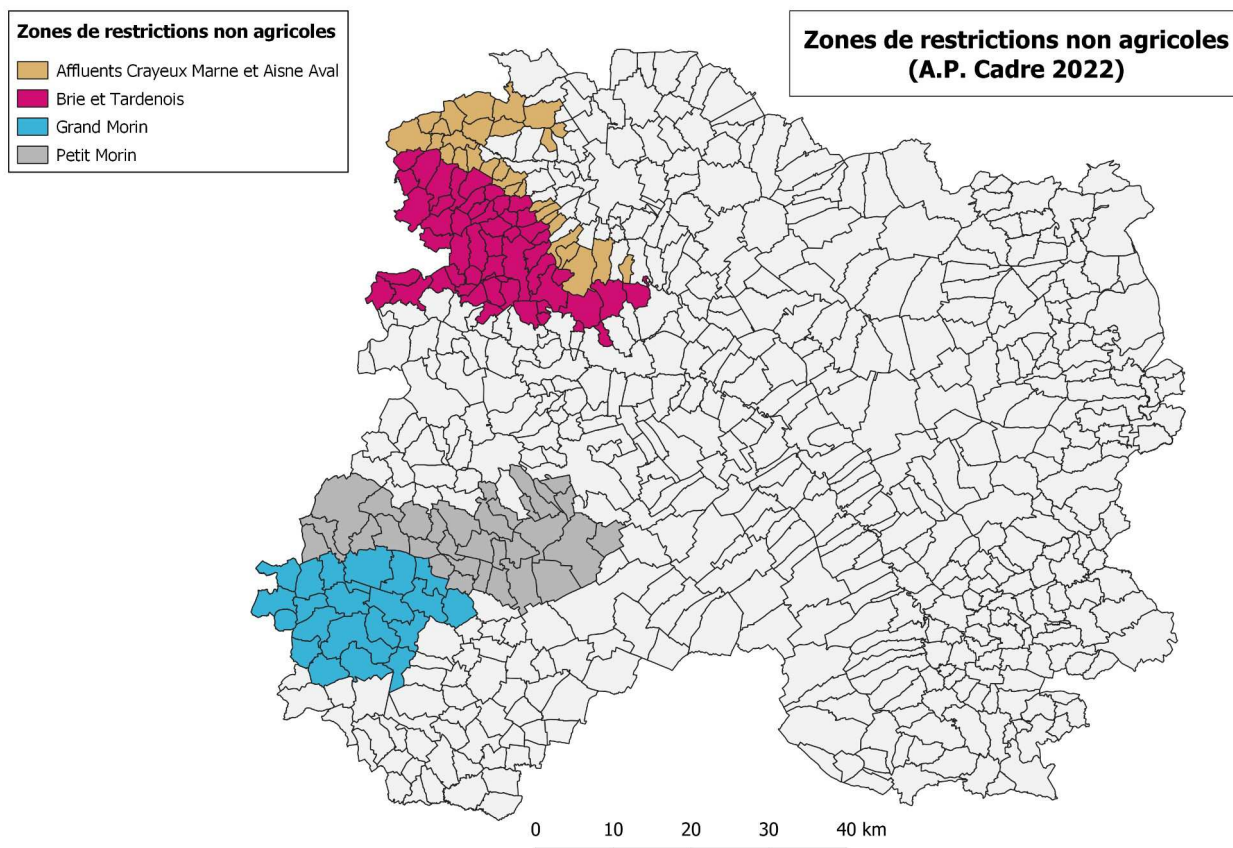 Zones de restrictions non agricoles
Affluents Crayeux Marne et Aisne Aval
Brie et Tardenois
Grand Morin
Petit Morin
Zones de restrictions non agricoles
(A.P. Cadre 2022)
0 10 20 30 40 km